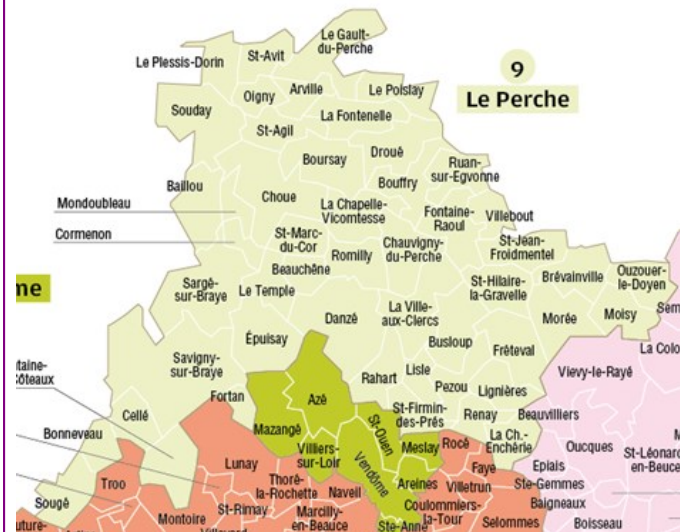 Le Gault-
du-Perche
Le Plessis-Dorin
St-Avit
9
Le Perche
Souday
Oigny
Arville
Le Poislay
La Fontenelle
St-Agil
Boursay
Droué
Ruan-
sur-Egvonne
Baillou
Bouffry
Mondoubleau
Choue
La Chapelle-
Vicomtesse
Fontaine-
Raoul
Villebout
Cormenon
St-Marc-
du-Cor
Romilly
Chauvigny-
du-Perche
St-Jean-
Froidmentel
Beauchêne
Sargé-
sur-Braye
Le Temple
St-Hilaire-
la-Gravelle
Brévainville
Ouzouer-
le-Doyen
me
Danzé
La Ville-
aux-Clercs
Morée
Moisy
Sem
Épuisay
Busloup
Fréteval
La Colo
Savigny-
sur-Braye
Rahart
Lisle
Pezou
Lignières
Vievy-le-Rayé
taine-
Côteaux
Fortan
Azé
St-Firmin-
des-Prés
Renay
Beauvilliers
Cellé
Mazangé
St-Ouen
Bonneveau
Villiers-
sur-Loir
Meslay
Rocé
La Ch.-
Enchérie
Oucques
St-Léonard
en-Beauce
Lunay
Vendôme
Faye
Epiais
Troo
Thoré-
la-Rochette
Naveil
Areines
Villetrun
Ste-Gemmes
Sougé
St-Rimay
Marcilly-
en-Beauce
Coulommiers-
la-Tour
Baigneaux
uture-
Montoire
Ste-Anne
Selommes
Boisseau